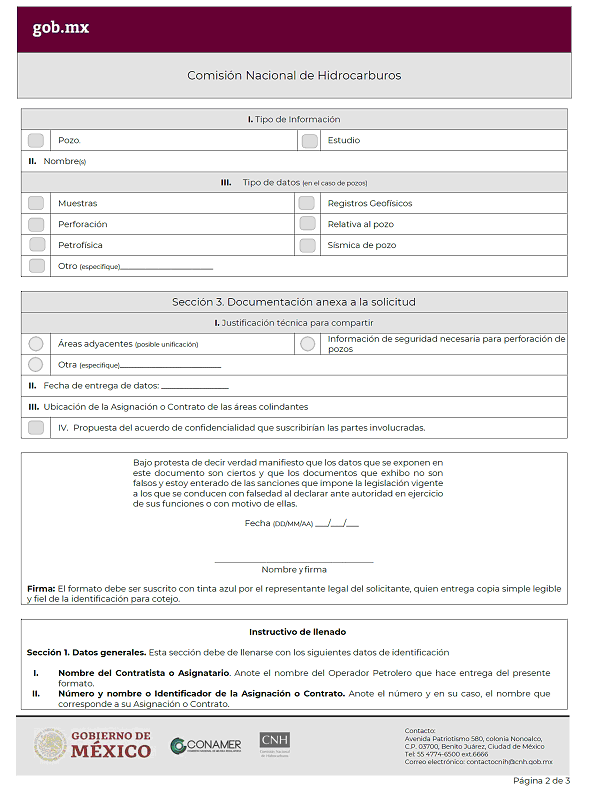 gob.mx
Comisión Nacional de Hidrocarburos
I. Tipo de Información
Pozo.
Estudio
II. Nombre(s)
III. Tipo de datos (en el caso de pozos)
Muestras
Registros Geofísicos
Perforación
Relativa al pozo
Petrofísica
Sísmica de pozo
Otro (especifique)____________________
Sección 3. Documentación anexa a la solicitud
I. Justificación técnica para compartir
Áreas adyacentes (posible unificación)
Información de seguridad necesaria para perforación de
pozos
Otra (especifique)____________________
II. Fecha de entrega de datos: ______________
III. Ubicación de la Asignación o Contrato de las áreas colindantes
IV. Propuesta del acuerdo de confidencialidad que suscribirían las partes involucradas.
Bajo protesta de decir verdad manifiesto que los datos que se exponen en
este documento son ciertos y que los documentos que exhibo no son
falsos y estoy enterado de las sanciones que impone la legislación vigente
a los que se conducen con falsedad al declarar ante autoridad en ejercicio
de sus funciones o con motivo de ellas.
Fecha (DD/MM/AA) ___/___/___
Nombre y firma
Firma: El formato debe ser suscrito con tinta azul por el representante legal del solicitante, quien entrega copia simple legible
y fiel de la identificación para cotejo.
Instructivo de llenado
Sección 1. Datos generales. Esta sección debe de llenarse con los siguientes datos de identificación
I. Nombre del Contratista o Asignatario. Anote el nombre del Operador Petrolero que hace entrega del presente
formato.
II. Número y nombre o Identificador de la Asignación o Contrato. Anote el número y en su caso, el nombre que
corresponde a su Asignación o Contrato.
GOBIERNO DE
MÉXICO
CONAMER
CNH
Comisión Nacional
de Hidrocarburos
Contacto:
Avenida Patriotismo 580, colonia Nonoalco,
C.P. 03700, Benito Juárez, Ciudad de México
Tel: 55 4774-6500 ext.6666
Correo electrónico: contactocnih@cnh.gob.mx
Página 2 de 3